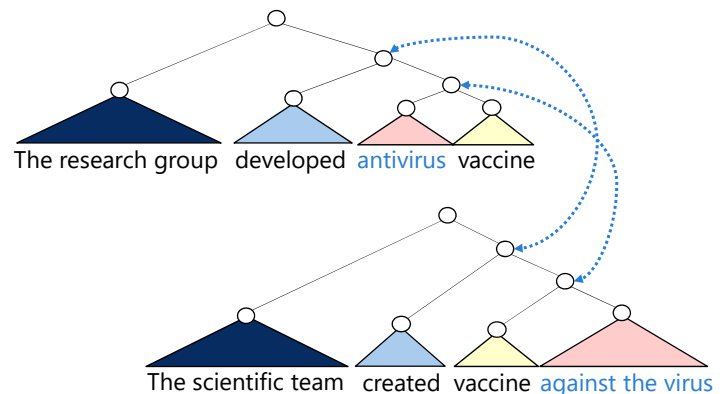 The research group developed antivirus vaccine
The scientific team created vaccine against the virus